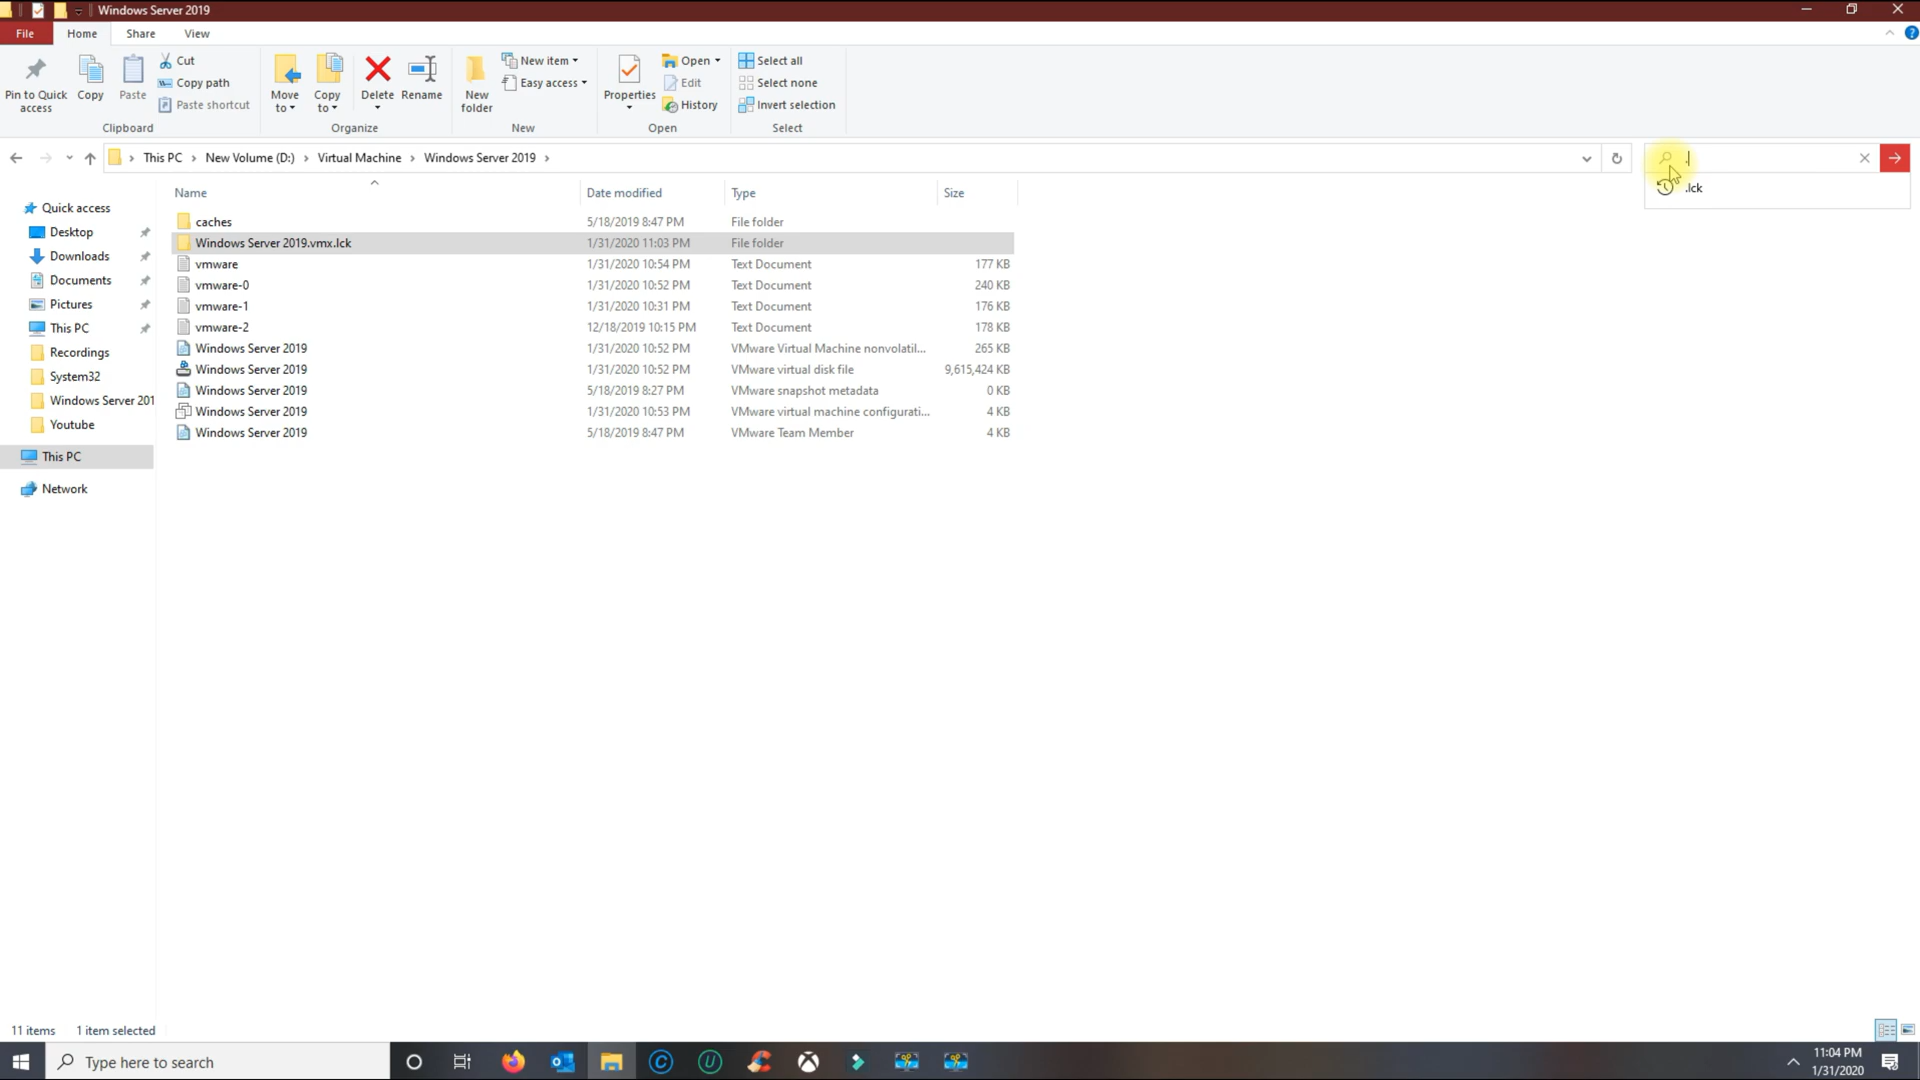 Windows Server 2019
File Home Share View
Pin to Quick access
Copy
Paste
Cut
Copy path
Paste shortcut
Clipboard
Move to
Copy to
Delete
Rename
Organize
New folder
New item
Easy access
New
Properties
Open
Edit
History
Open
Select all
Select none
Invert selection
Select
This PC > New Volume (D:) > Virtual Machine > Windows Server 2019 >
.
.lck
Name Date modified Type Size
caches 5/18/2019 8:47 PM File folder
Windows Server 2019.vmx.lck 1/31/2020 11:03 PM File folder
vmware 1/31/2020 10:54 PM Text Document 177 KB
vmware-0 1/31/2020 10:52 PM Text Document 240 KB
vmware-1 1/31/2020 10:31 PM Text Document 176 KB
vmware-2 12/18/2019 10:15 PM Text Document 178 KB
Windows Server 2019 1/31/2020 10:52 PM VMware Virtual Machine nonvolatil... 265 KB
Windows Server 2019 1/31/2020 10:52 PM VMware virtual disk file 9,615,424 KB
Windows Server 2019 5/18/2019 8:27 PM VMware snapshot metadata 0 KB
Windows Server 2019 1/31/2020 10:53 PM VMware virtual machine configurati... 4 KB
Windows Server 2019 5/18/2019 8:47 PM VMware Team Member 4 KB
Quick access
Desktop
Downloads
Documents
Pictures
This PC
Recordings
System32
Windows Server 201
Youtube
This PC
Network
11 items 1 item selected
Type here to search
11:04 PM
1/31/2020